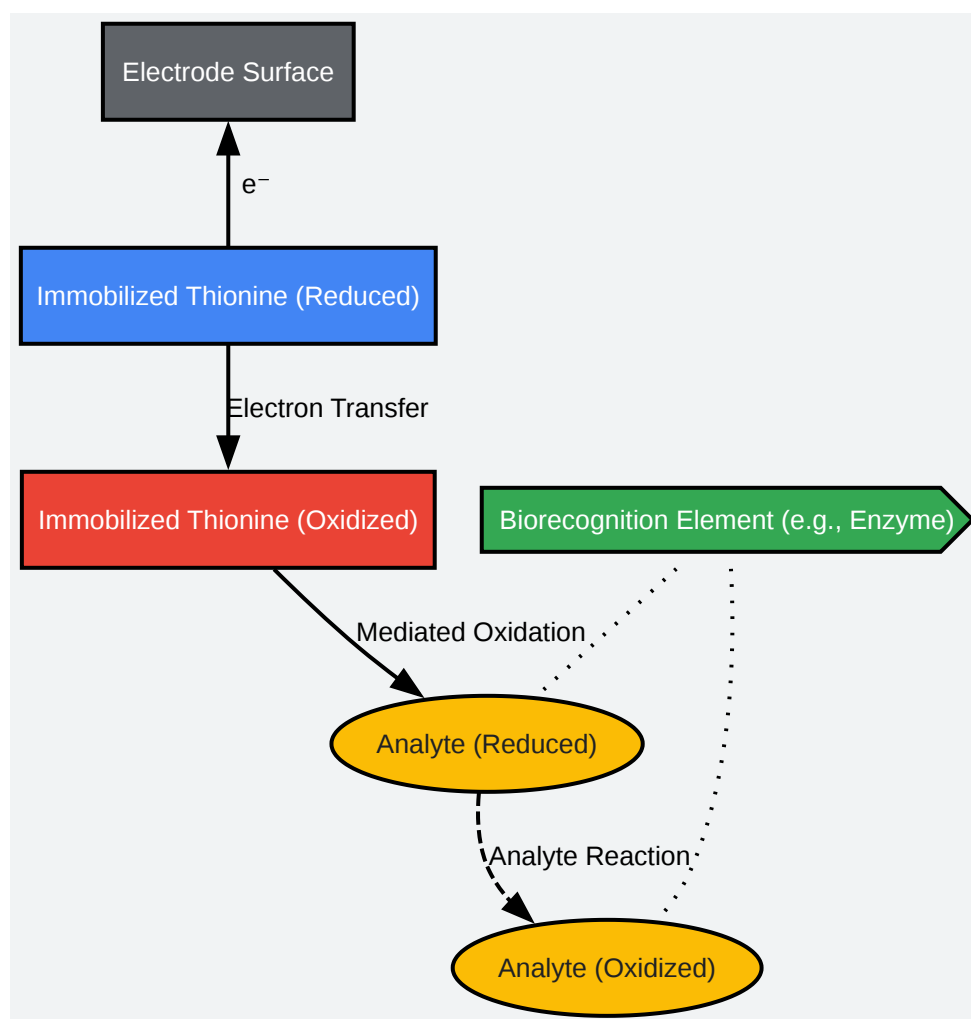 Electrode Surface
e⁻
Immobilized Thionine (Reduced)
Electron Transfer
Immobilized Thionine (Oxidized)
Biorecognition Element (e.g., Enzyme)
Mediated Oxidation
Analyte (Reduced)
Analyte Reaction
Analyte (Oxidized)